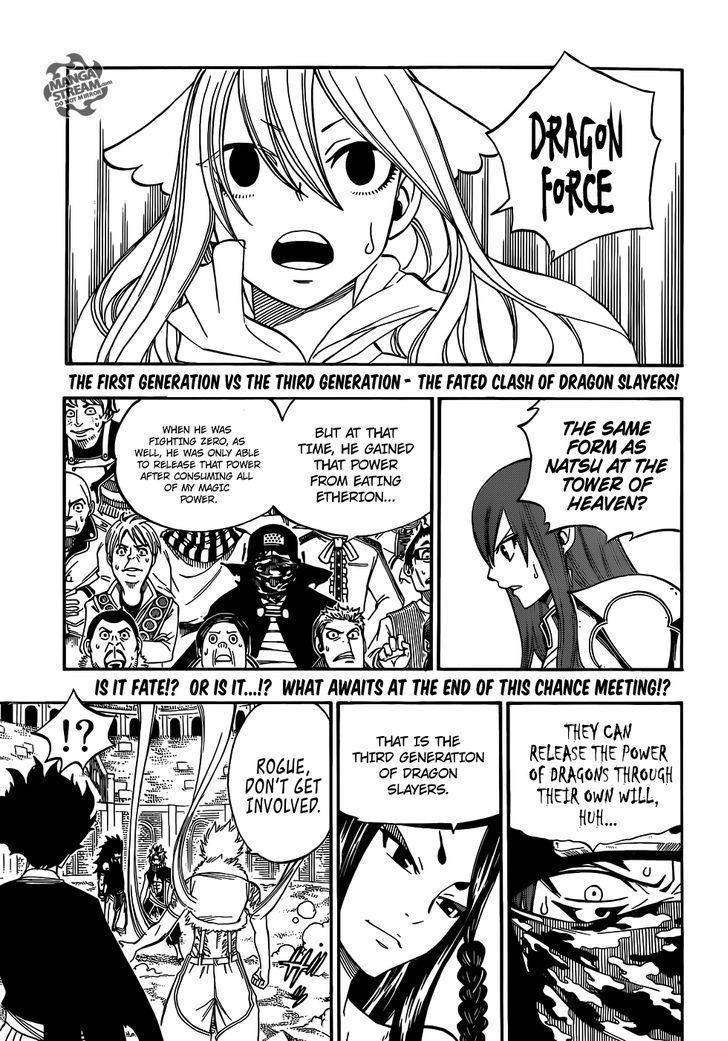 MANGA
STREAM.com
DO NOT MIRROR
DRAGON
FORCE
THE FIRST GENERATION VS THE THIRD GENERATION - THE FATED CLASH OF DRAGON SLAYERS!
THE SAME
FORM AS
NATSU AT THE
TOWER OF
HEAVEN?
BUT AT THAT
TIME, HE GAINED
THAT POWER
FROM EATING
ETHERION...
WHEN HE WAS
FIGHTING ZERO, AS
WELL, HE WAS ONLY ABLE
TO RELEASE THAT POWER
AFTER CONSUMING ALL
OF MY MAGIC
POWER.
IS IT FATE!? OR IS IT...!? WHAT AWAITS AT THE END OF THIS CHANCE MEETING!?
THEY CAN
RELEASE THE POWER
OF DRAGONS THROUGH
THEIR OWN WILL,
HUH...
THAT IS THE
THIRD GENERATION
OF DRAGON
SLAYERS.
ROGUE,
DON'T GET
INVOLVED.
!?